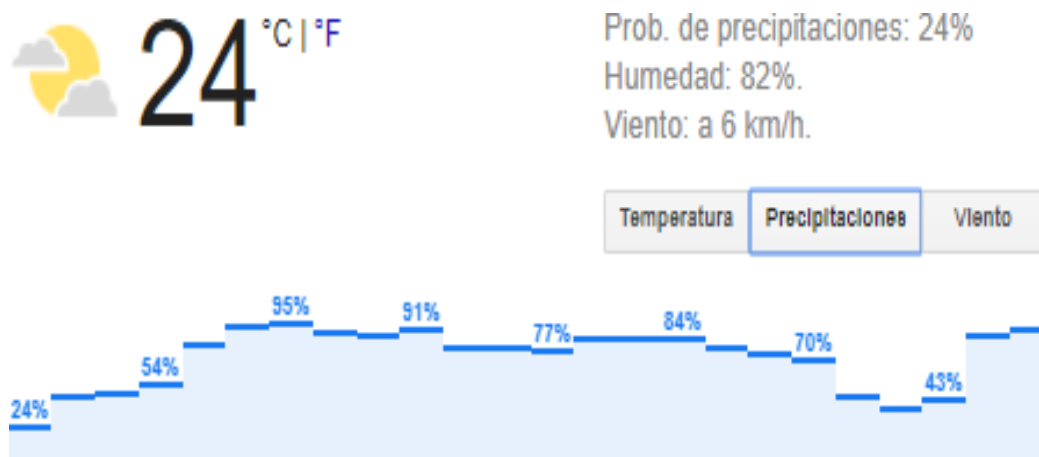 24 °C | °F
Prob. de precipitaciones: 24%
Humedad: 82%.
Viento: a 6 km/h.
Temperatura Precipitaciones Viento
24% 54% 95% 91% 77% 84% 70% 43%